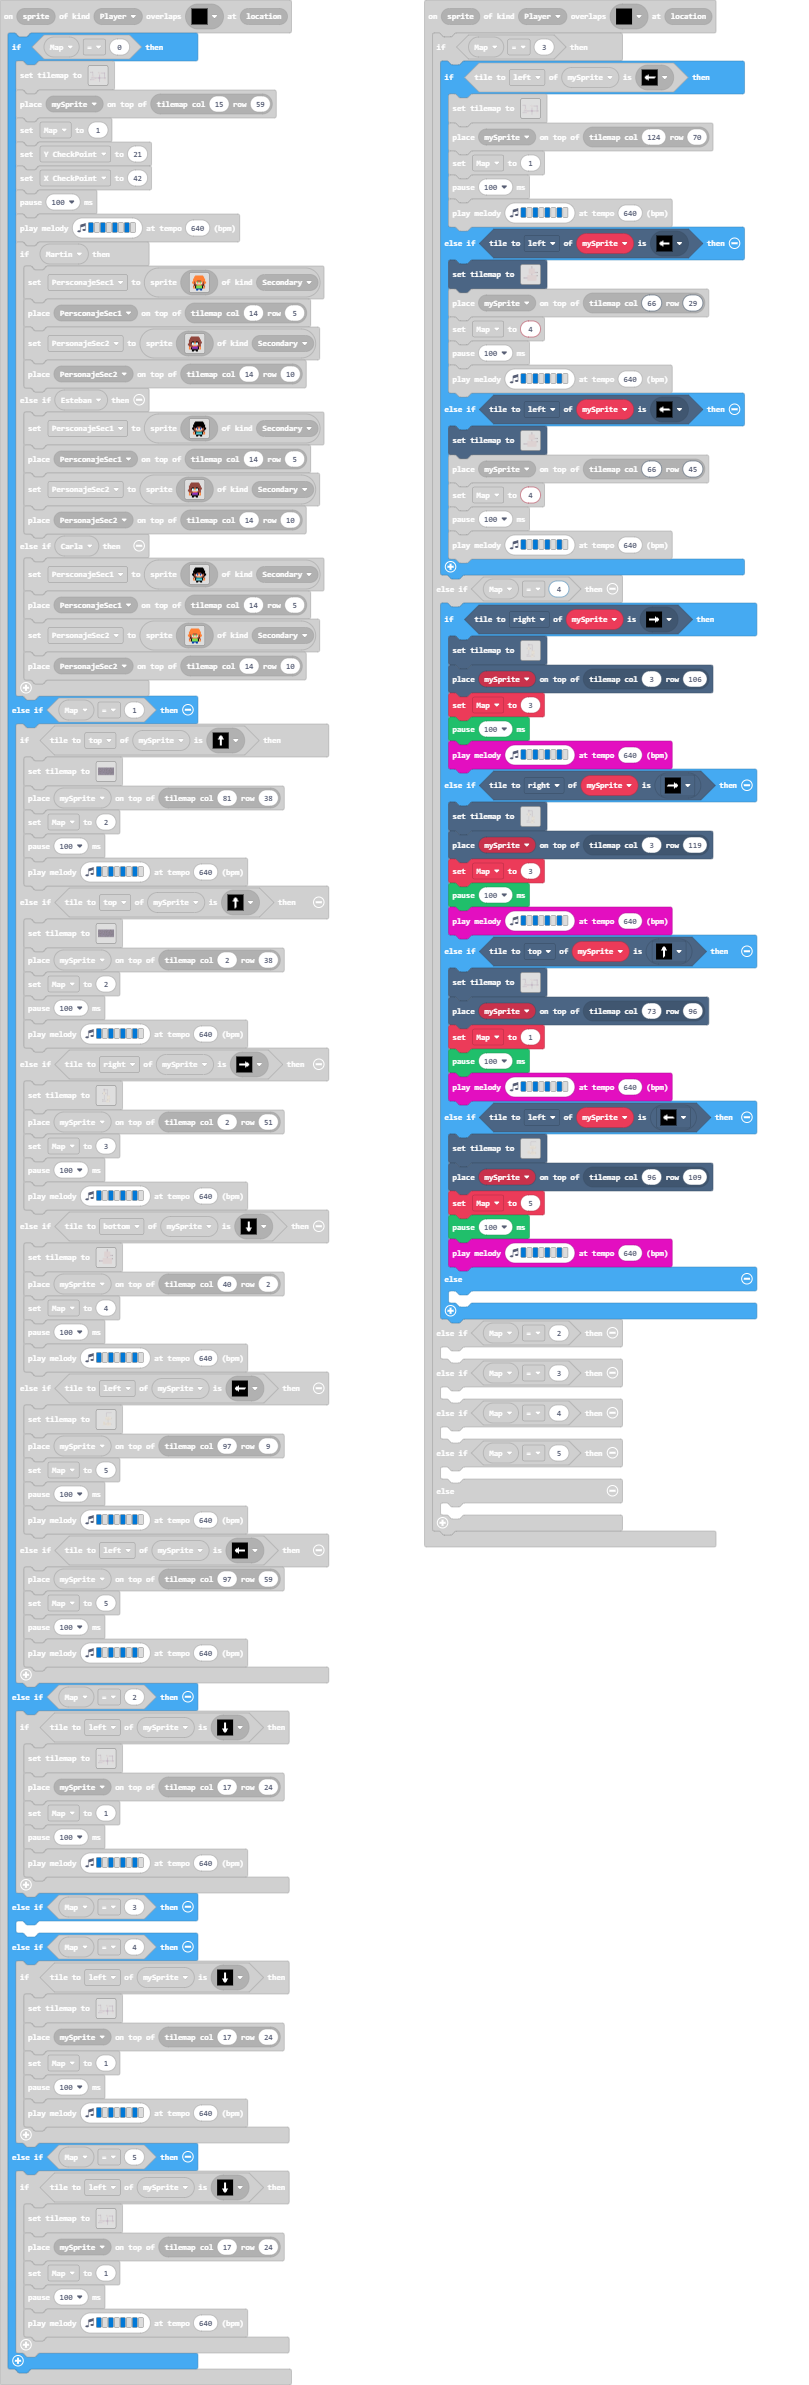 on sprite of kind Player overlaps at location
if Map = 0 then
set tilemap to
place mySprite on top of tilemap col 15 row 59
set Map to 1
set Y CheckPoint to 21
set X CheckPoint to 42
pause 100 ms
play melody at tempo 640 (bpm)
if Martin then
set PersconajeSec1 to sprite of kind Secondary
place PersconajeSec1 on top of tilemap col 14 row 5
set PersonajeSec2 to sprite of kind Secondary
place PersonajeSec2 on top of tilemap col 14 row 10
else if Esteban then
set PersconajeSec1 to sprite of kind Secondary
place PersconajeSec1 on top of tilemap col 14 row 5
set PersonajeSec2 to sprite of kind Secondary
place PersonajeSec2 on top of tilemap col 14 row 10
else if Carla then
set PersconajeSec1 to sprite of kind Secondary
place PersconajeSec1 on top of tilemap col 14 row 5
set PersonajeSec2 to sprite of kind Secondary
place PersonajeSec2 on top of tilemap col 14 row 10
else if Map = 1 then
if tile to top of mySprite is then
set tilemap to
place mySprite on top of tilemap col 81 row 38
set Map to 2
pause 100 ms
play melody at tempo 640 (bpm)
else if tile to top of mySprite is then
set tilemap to
place mySprite on top of tilemap col 2 row 38
set Map to 2
pause 100 ms
play melody at tempo 640 (bpm)
else if tile to right of mySprite is then
set tilemap to
place mySprite on top of tilemap col 2 row 51
set Map to 3
pause 100 ms
play melody at tempo 640 (bpm)
else if tile to bottom of mySprite is then
set tilemap to
place mySprite on top of tilemap col 40 row 2
set Map to 4
pause 100 ms
play melody at tempo 640 (bpm)
else if tile to left of mySprite is then
set tilemap to
place mySprite on top of tilemap col 97 row 9
set Map to 5
pause 100 ms
play melody at tempo 640 (bpm)
else if tile to left of mySprite is then
place mySprite on top of tilemap col 97 row 59
set Map to 5
pause 100 ms
play melody at tempo 640 (bpm)
else if Map = 2 then
if tile to left of mySprite is then
set tilemap to
place mySprite on top of tilemap col 17 row 24
set Map to 1
pause 100 ms
play melody at tempo 640 (bpm)
else if Map = 3 then
else if Map = 4 then
if tile to left of mySprite is then
set tilemap to
place mySprite on top of tilemap col 17 row 24
set Map to 1
pause 100 ms
play melody at tempo 640 (bpm)
else if Map = 5 then
if tile to left of mySprite is then
set tilemap to
place mySprite on top of tilemap col 17 row 24
set Map to 1
pause 100 ms
play melody at tempo 640 (bpm)
on sprite of kind Player overlaps at location
if Map = 3 then
if tile to left of mySprite is then
set tilemap to
place mySprite on top of tilemap col 124 row 70
set Map to 1
pause 100 ms
play melody at tempo 640 (bpm)
else if tile to left of mySprite is then
set tilemap to
place mySprite on top of tilemap col 66 row 29
set Map to 4
pause 100 ms
play melody at tempo 640 (bpm)
else if tile to left of mySprite is then
set tilemap to
place mySprite on top of tilemap col 66 row 45
set Map to 4
pause 100 ms
play melody at tempo 640 (bpm)
else if Map = 4 then
if tile to right of mySprite is then
set tilemap to
place mySprite on top of tilemap col 3 row 106
set Map to 3
pause 100 ms
play melody at tempo 640 (bpm)
else if tile to right of mySprite is then
set tilemap to
place mySprite on top of tilemap col 3 row 119
set Map to 3
pause 100 ms
play melody at tempo 640 (bpm)
else if tile to top of mySprite is then
set tilemap to
place mySprite on top of tilemap col 73 row 96
set Map to 1
pause 100 ms
play melody at tempo 640 (bpm)
else if tile to left of mySprite is then
set tilemap to
place mySprite on top of tilemap col 96 row 109
set Map to 5
pause 100 ms
play melody at tempo 640 (bpm)
else
else if Map = 2 then
else if Map = 3 then
else if Map = 4 then
else if Map = 5 then
else